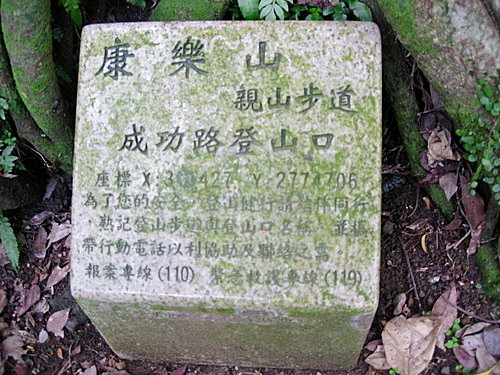 康樂山
親山步道
成功路登山口
座標 X:3 427 Y:277 706
為了您的安全 登山健行請結伴同行
熟記登山步道與登山口名稱 並攜
帶行動電話以利協助及聯絡之需
報案專線(110) 緊急救護專線(119)